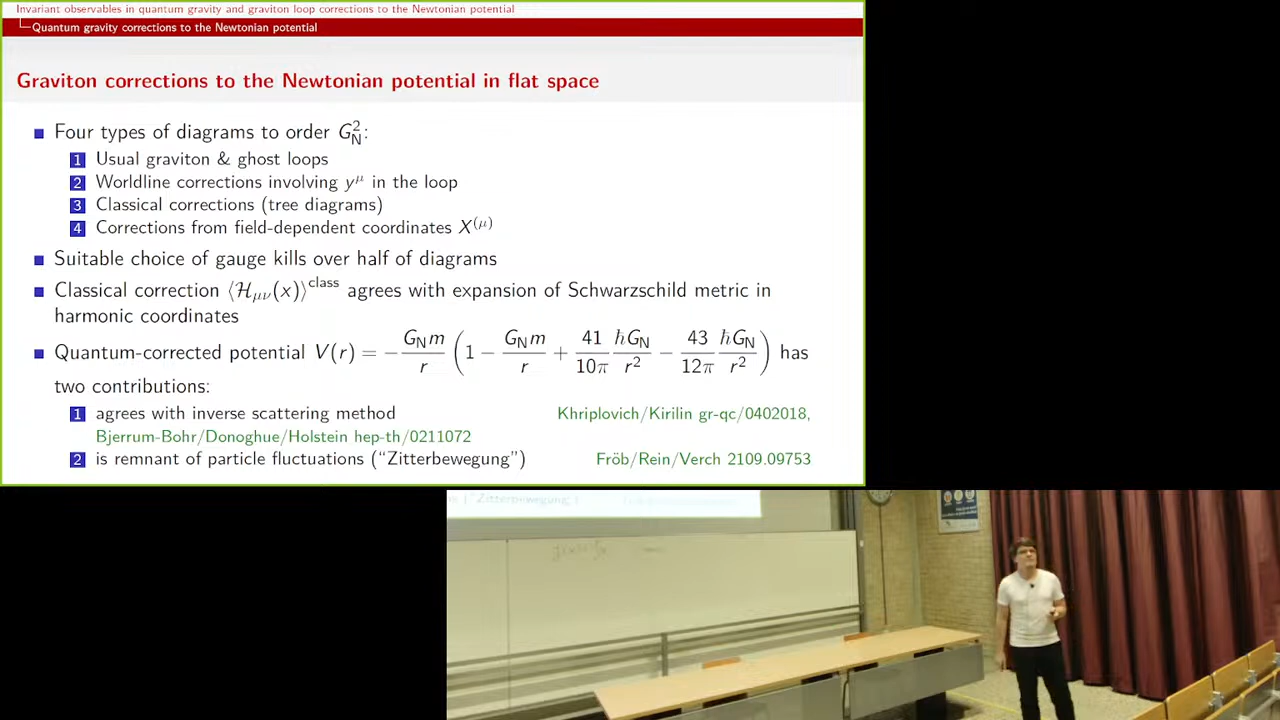 Invariant observables in quantum gravity and graviton loop corrections to the Newtonian potential
Quantum gravity corrections to the Newtonian potential
Graviton corrections to the Newtonian potential in flat space
Four types of diagrams to order G_N^2:
1 Usual graviton & ghost loops
2 Worldline corrections involving y^μ in the loop
3 Classical corrections (tree diagrams)
4 Corrections from field-dependent coordinates X^(μ)
Suitable choice of gauge kills over half of diagrams
Classical correction ⟨ℋ_μν(x)⟩^class agrees with expansion of Schwarzschild metric in
harmonic coordinates
Quantum-corrected potential V(r) = −(G_N m)/r (1 − (G_N m)/r + 41/(10π) (ħG_N)/r² − 43/(12π) (ħG_N)/r²) has
two contributions:
1 agrees with inverse scattering method Khriplovich/Kirilin gr-qc/0402018,
Bjerrum-Bohr/Donoghue/Holstein hep-th/0211072
2 is remnant of particle fluctuations (“Zitterbewegung”) Fröb/Rein/Verch 2109.09753
("Zitterbewegung")